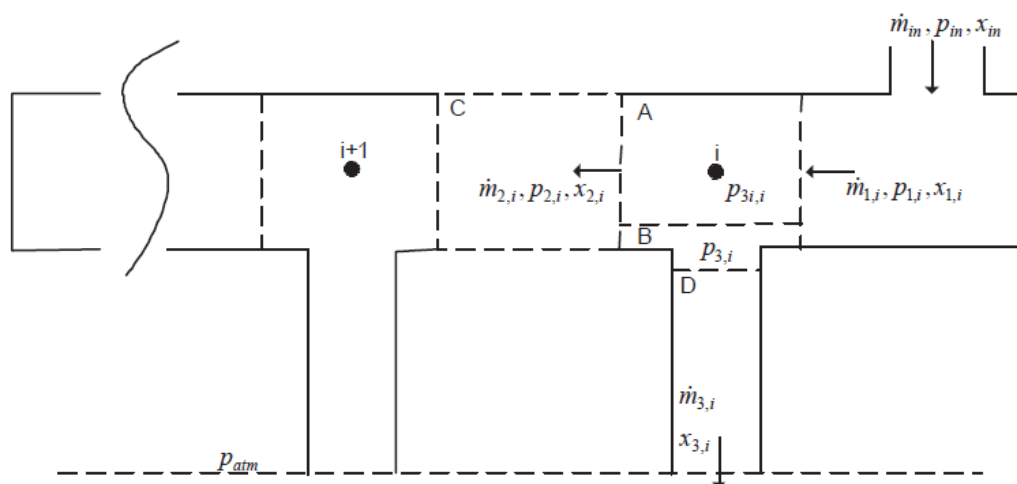 ṁ_in, p_in, x_in
C
A
i+1
i
ṁ_2,i, p_2,i, x_2,i
p_3i,i
ṁ_1,i, p_1,i, x_1,i
B
p_3,i
D
ṁ_3,i
x_3,i
p_atm